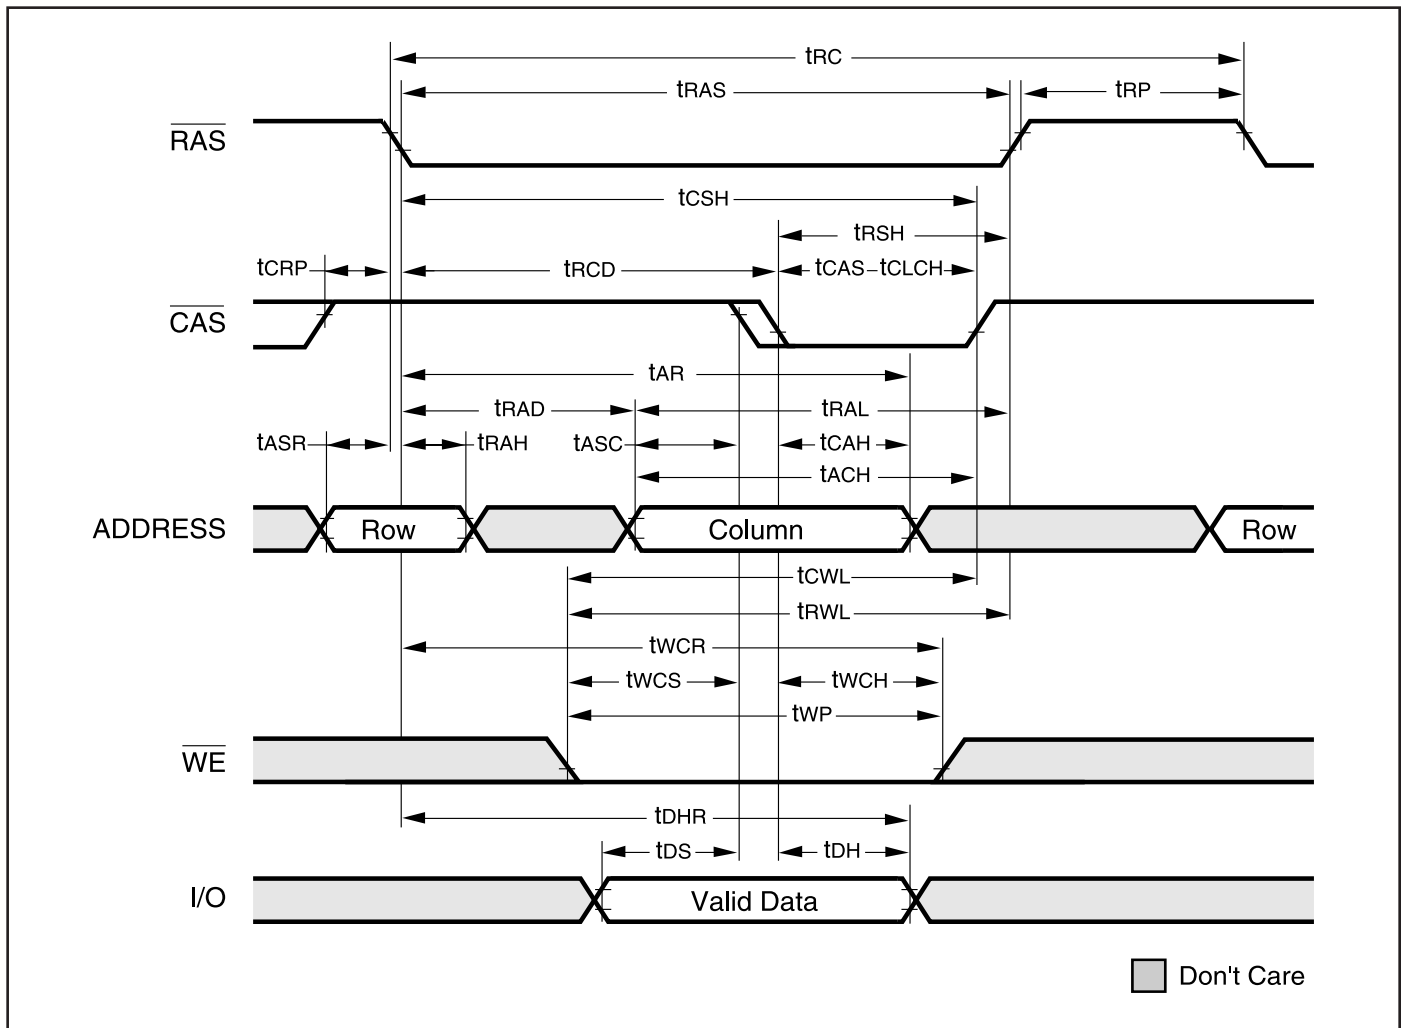 tRC
tRAS
tRP
RAS
tCSH
tRSH
tCRP
tRCD
tCAS-tCLCH
CAS
tAR
tRAD
tRAL
tASR
tRAH
tASC
tCAH
tACH
ADDRESS
Row
Column
Row
tCWL
tRWL
tWCR
tWCS
tWCH
tWP
WE
tDHR
tDS
tDH
I/O
Valid Data
Don't Care